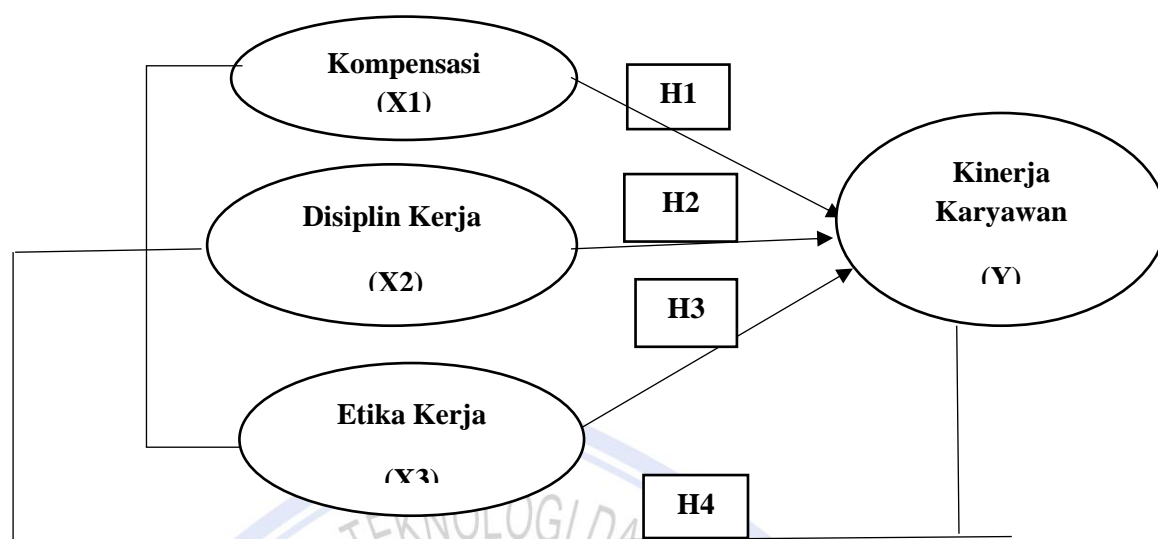 Kompensasi
(X1)
H1
Disiplin Kerja
(X2)
H2
Kinerja
Karyawan
(Y)
H3
Etika Kerja
(X3)
H4
TEKNOLOGI DA